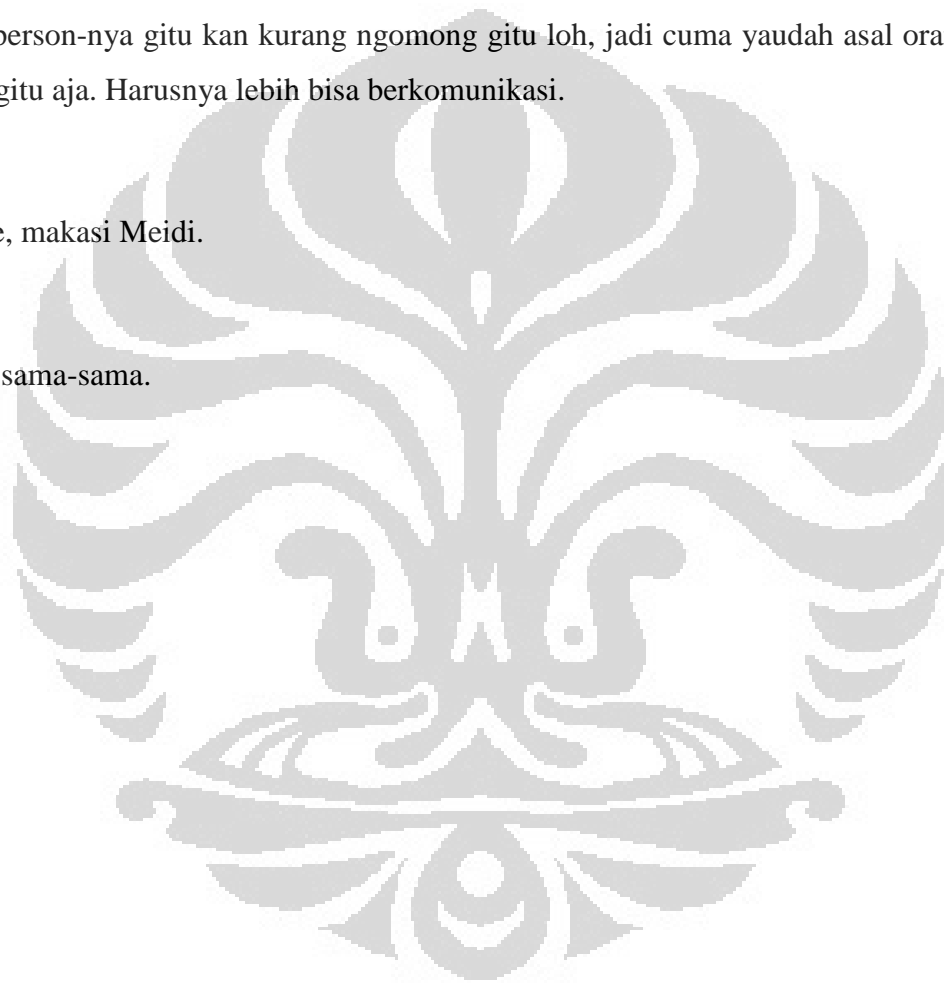 person-nya gitu kan kurang ngomong gitu loh, jadi cuma yaudah asal ora
gitu aja. Harusnya lebih bisa berkomunikasi.
e, makasi Meidi.
sama-sama.